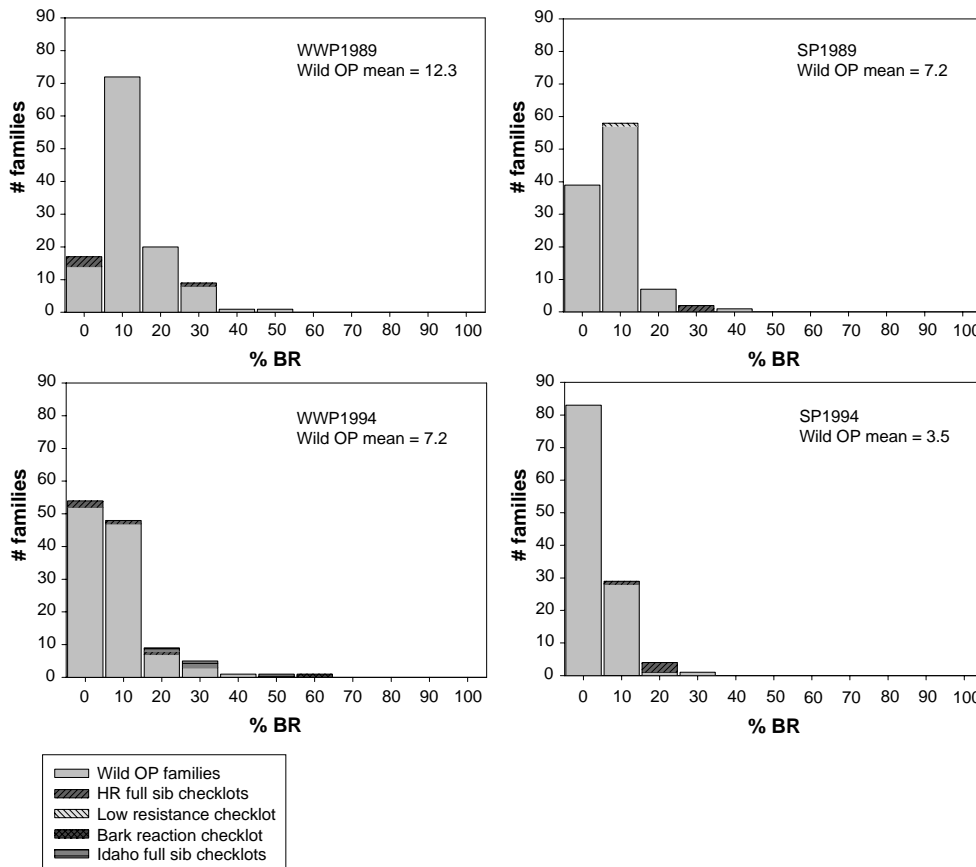 WWP1989
Wild OP mean = 12.3
# families
90
80
70
60
50
40
30
20
10
0
0 10 20 30 40 50 60 70 80 90 100
% BR
SP1989
Wild OP mean = 7.2
# families
90
80
70
60
50
40
30
20
10
0
0 10 20 30 40 50 60 70 80 90 100
% BR
WWP1994
Wild OP mean = 7.2
# families
90
80
70
60
50
40
30
20
10
0
0 10 20 30 40 50 60 70 80 90 100
% BR
SP1994
Wild OP mean = 3.5
# families
90
80
70
60
50
40
30
20
10
0
0 10 20 30 40 50 60 70 80 90 100
% BR
Wild OP families
HR full sib checklots
Low resistance checklot
Bark reaction checklot
Idaho full sib checklots